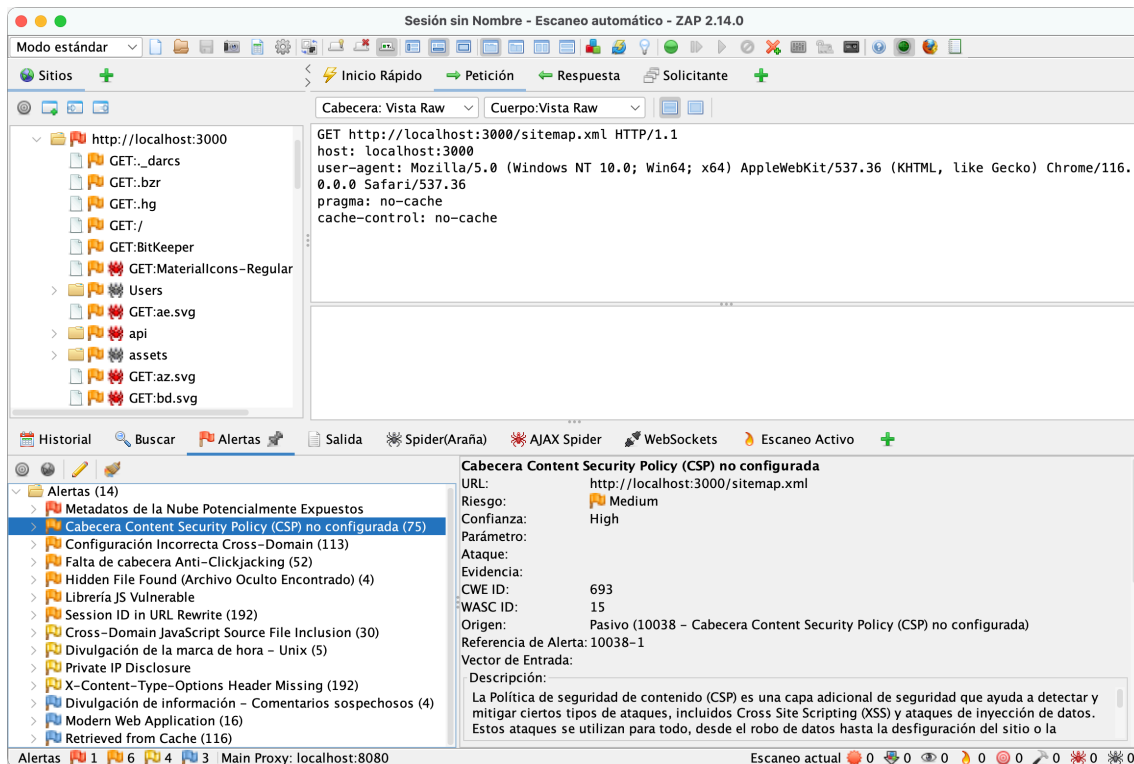 Sesión sin Nombre - Escaneo automático - ZAP 2.14.0
Modo estándar
Sitios
Inicio Rápido
Petición
Respuesta
Solicitante
Cabecera: Vista Raw
Cuerpo:Vista Raw
http://localhost:3000
GET:._darcs
GET:.bzr
GET:.hg
GET:/
GET:BitKeeper
GET:MaterialIcons-Regular
Users
GET:ae.svg
api
assets
GET:az.svg
GET:bd.svg
GET http://localhost:3000/sitemap.xml HTTP/1.1
host: localhost:3000
user-agent: Mozilla/5.0 (Windows NT 10.0; Win64; x64) AppleWebKit/537.36 (KHTML, like Gecko) Chrome/116.
0.0.0 Safari/537.36
pragma: no-cache
cache-control: no-cache
Historial
Buscar
Alertas
Salida
Spider(Araña)
AJAX Spider
WebSockets
Escaneo Activo
Alertas (14)
Metadatos de la Nube Potencialmente Expuestos
Cabecera Content Security Policy (CSP) no configurada (75)
Configuración Incorrecta Cross-Domain (113)
Falta de cabecera Anti-Clickjacking (52)
Hidden File Found (Archivo Oculto Encontrado) (4)
Librería JS Vulnerable
Session ID in URL Rewrite (192)
Cross-Domain JavaScript Source File Inclusion (30)
Divulgación de la marca de hora - Unix (5)
Private IP Disclosure
X-Content-Type-Options Header Missing (192)
Divulgación de información - Comentarios sospechosos (4)
Modern Web Application (16)
Retrieved from Cache (116)
Cabecera Content Security Policy (CSP) no configurada
URL: http://localhost:3000/sitemap.xml
Riesgo: Medium
Confianza: High
Parámetro:
Ataque:
Evidencia:
CWE ID: 693
WASC ID: 15
Origen: Pasivo (10038 - Cabecera Content Security Policy (CSP) no configurada)
Referencia de Alerta: 10038-1
Vector de Entrada:
Descripción:
La Política de seguridad de contenido (CSP) es una capa adicional de seguridad que ayuda a detectar y
mitigar ciertos tipos de ataques, incluidos Cross Site Scripting (XSS) y ataques de inyección de datos.
Estos ataques se utilizan para todo, desde el robo de datos hasta la desfiguración del sitio o la
Alertas 1 6 4 3 Main Proxy: localhost:8080
Escaneo actual 0 0 0 0 0 0 0 0